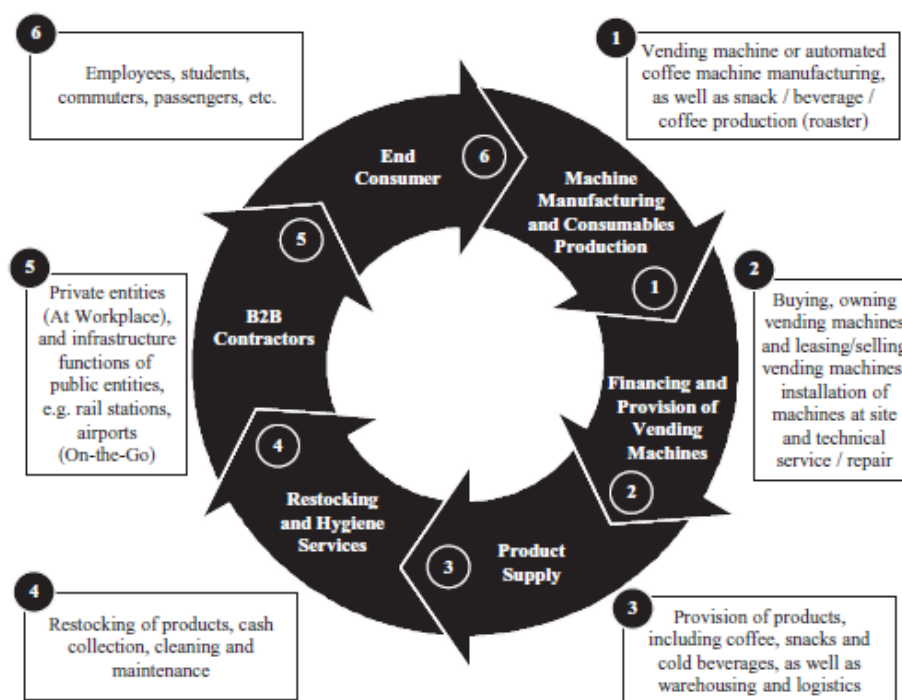 6
Employees, students,
commuters, passengers, etc.
1
Vending machine or automated
coffee machine manufacturing,
as well as snack / beverage /
coffee production (roaster)
End
Consumer
6
Machine
Manufacturing
and Consumables
Production
1
5
Private entities
(At Workplace),
and infrastructure
functions of
public entities,
e.g. rail stations,
airports
(On-the-Go)
5
B2B
Contractors
2
Buying, owning
vending machines
and leasing/selling
vending machines
installation of
machines at site
and technical
service / repair
Financing and
Provision of
Vending
Machines
2
4
Restocking
and Hygiene
Services
3
Product
Supply
4
Restocking of products, cash
collection, cleaning and
maintenance
3
Provision of products,
including coffee, snacks and
cold beverages, as well as
warehousing and logistics